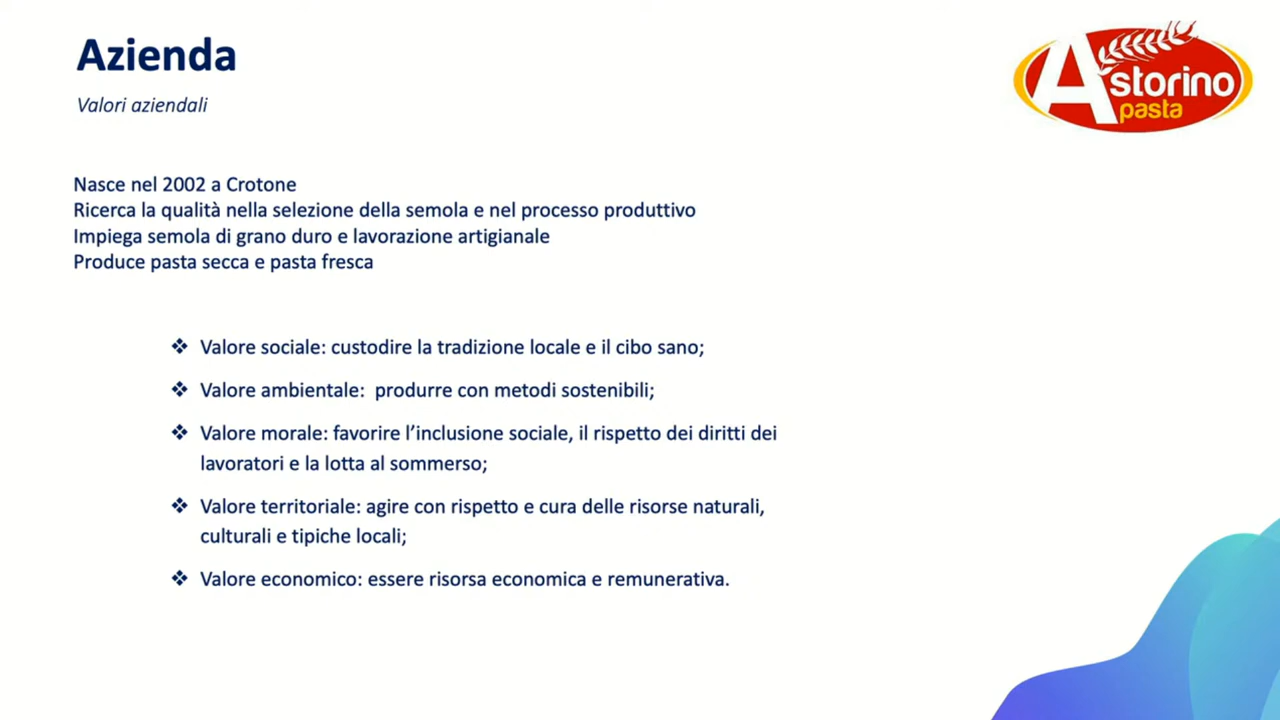 Azienda
Valori aziendali
Astorino
pasta
Nasce nel 2002 a Crotone
Ricerca la qualità nella selezione della semola e nel processo produttivo
Impiega semola di grano duro e lavorazione artigianale
Produce pasta secca e pasta fresca
❖ Valore sociale: custodire la tradizione locale e il cibo sano;
❖ Valore ambientale:  produrre con metodi sostenibili;
❖ Valore morale: favorire l’inclusione sociale, il rispetto dei diritti dei
lavoratori e la lotta al sommerso;
❖ Valore territoriale: agire con rispetto e cura delle risorse naturali,
culturali e tipiche locali;
❖ Valore economico: essere risorsa economica e remunerativa.